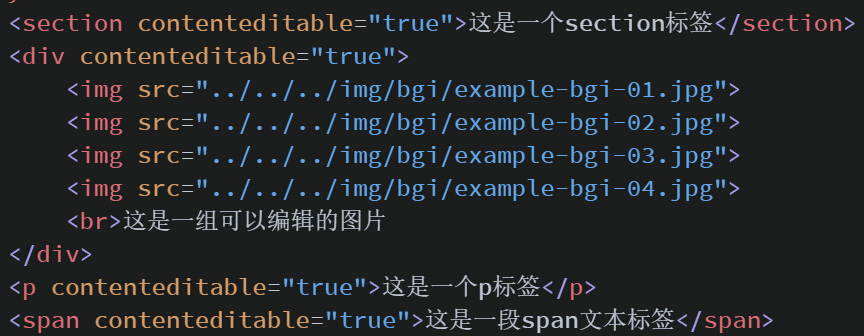 <section contenteditable="true">这是一个section标签</section>
<div contenteditable="true">
<img src="../../../img/bgi/example-bgi-01.jpg">
<img src="../../../img/bgi/example-bgi-02.jpg">
<img src="../../../img/bgi/example-bgi-03.jpg">
<img src="../../../img/bgi/example-bgi-04.jpg">
<br>这是一组可以编辑的图片
</div>
<p contenteditable="true">这是一个p标签</p>
<span contenteditable="true">这是一段span文本标签</span>